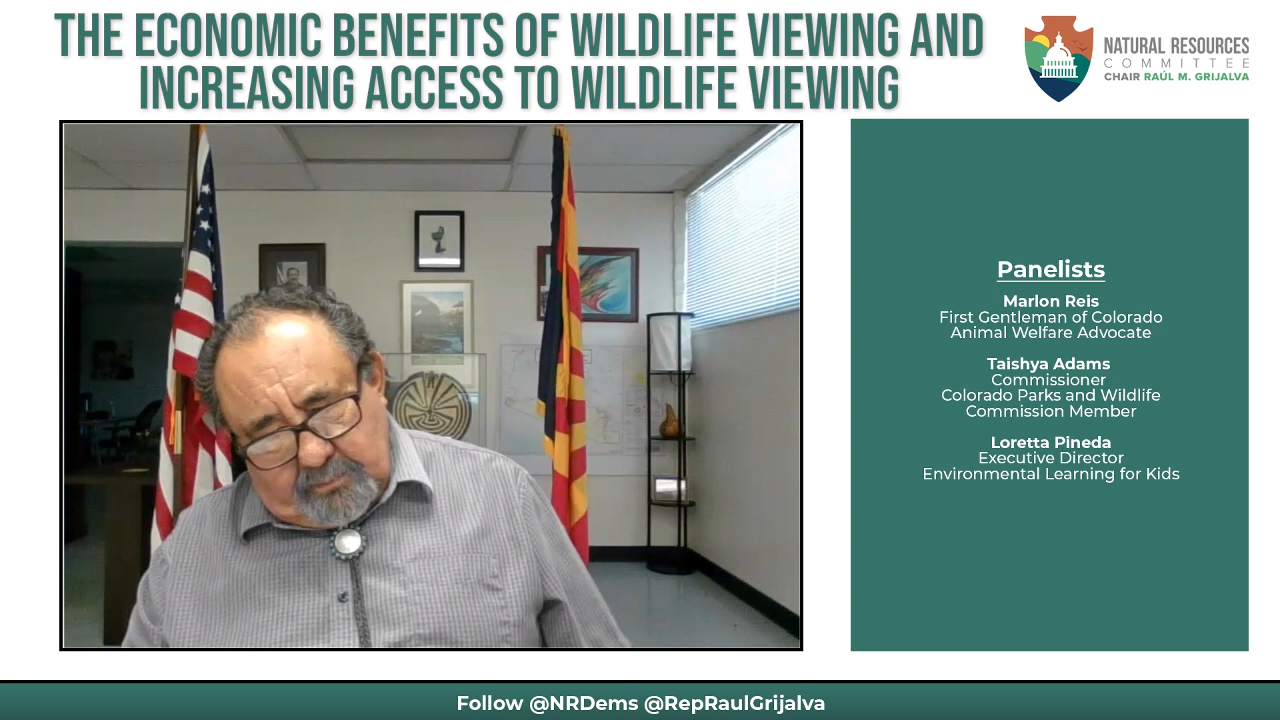 THE ECONOMIC BENEFITS OF WILDLIFE VIEWING AND
INCREASING ACCESS TO WILDLIFE VIEWING
NATURAL RESOURCES
COMMITTEE
CHAIR RAÚL M. GRIJALVA
Panelists
Marlon Reis
First Gentleman of Colorado
Animal Welfare Advocate
Taishya Adams
Commissioner
Colorado Parks and Wildlife
Commission Member
Loretta Pineda
Executive Director
Environmental Learning for Kids
Follow @NRDems @RepRaulGrijalva